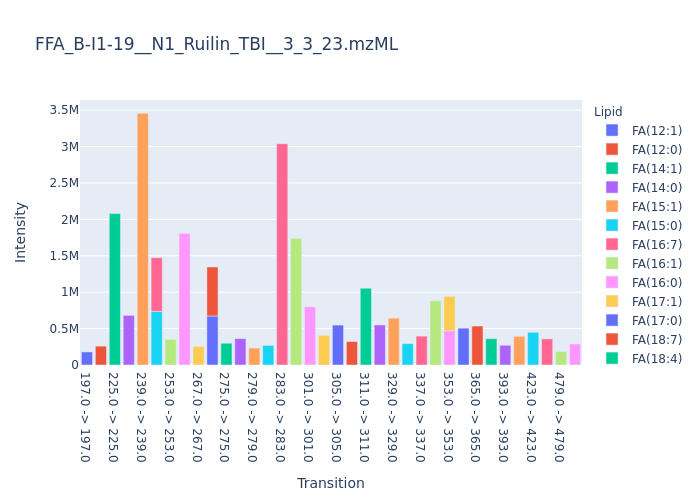 FFA_B-I1-19__N1_Ruilin_TBI__3_3_23.mzML
Lipid
FA(12:1)
FA(12:0)
FA(14:1)
FA(14:0)
FA(15:1)
FA(15:0)
FA(16:7)
FA(16:1)
FA(16:0)
FA(17:1)
FA(17:0)
FA(18:7)
FA(18:4)
Intensity
3.5M
3M
2.5M
2M
1.5M
1M
0.5M
0
197.0 -> 197.0
225.0 -> 225.0
239.0 -> 239.0
253.0 -> 253.0
267.0 -> 267.0
275.0 -> 275.0
279.0 -> 279.0
283.0 -> 283.0
301.0 -> 301.0
305.0 -> 305.0
311.0 -> 311.0
329.0 -> 329.0
337.0 -> 337.0
353.0 -> 353.0
365.0 -> 365.0
393.0 -> 393.0
423.0 -> 423.0
479.0 -> 479.0
Transition